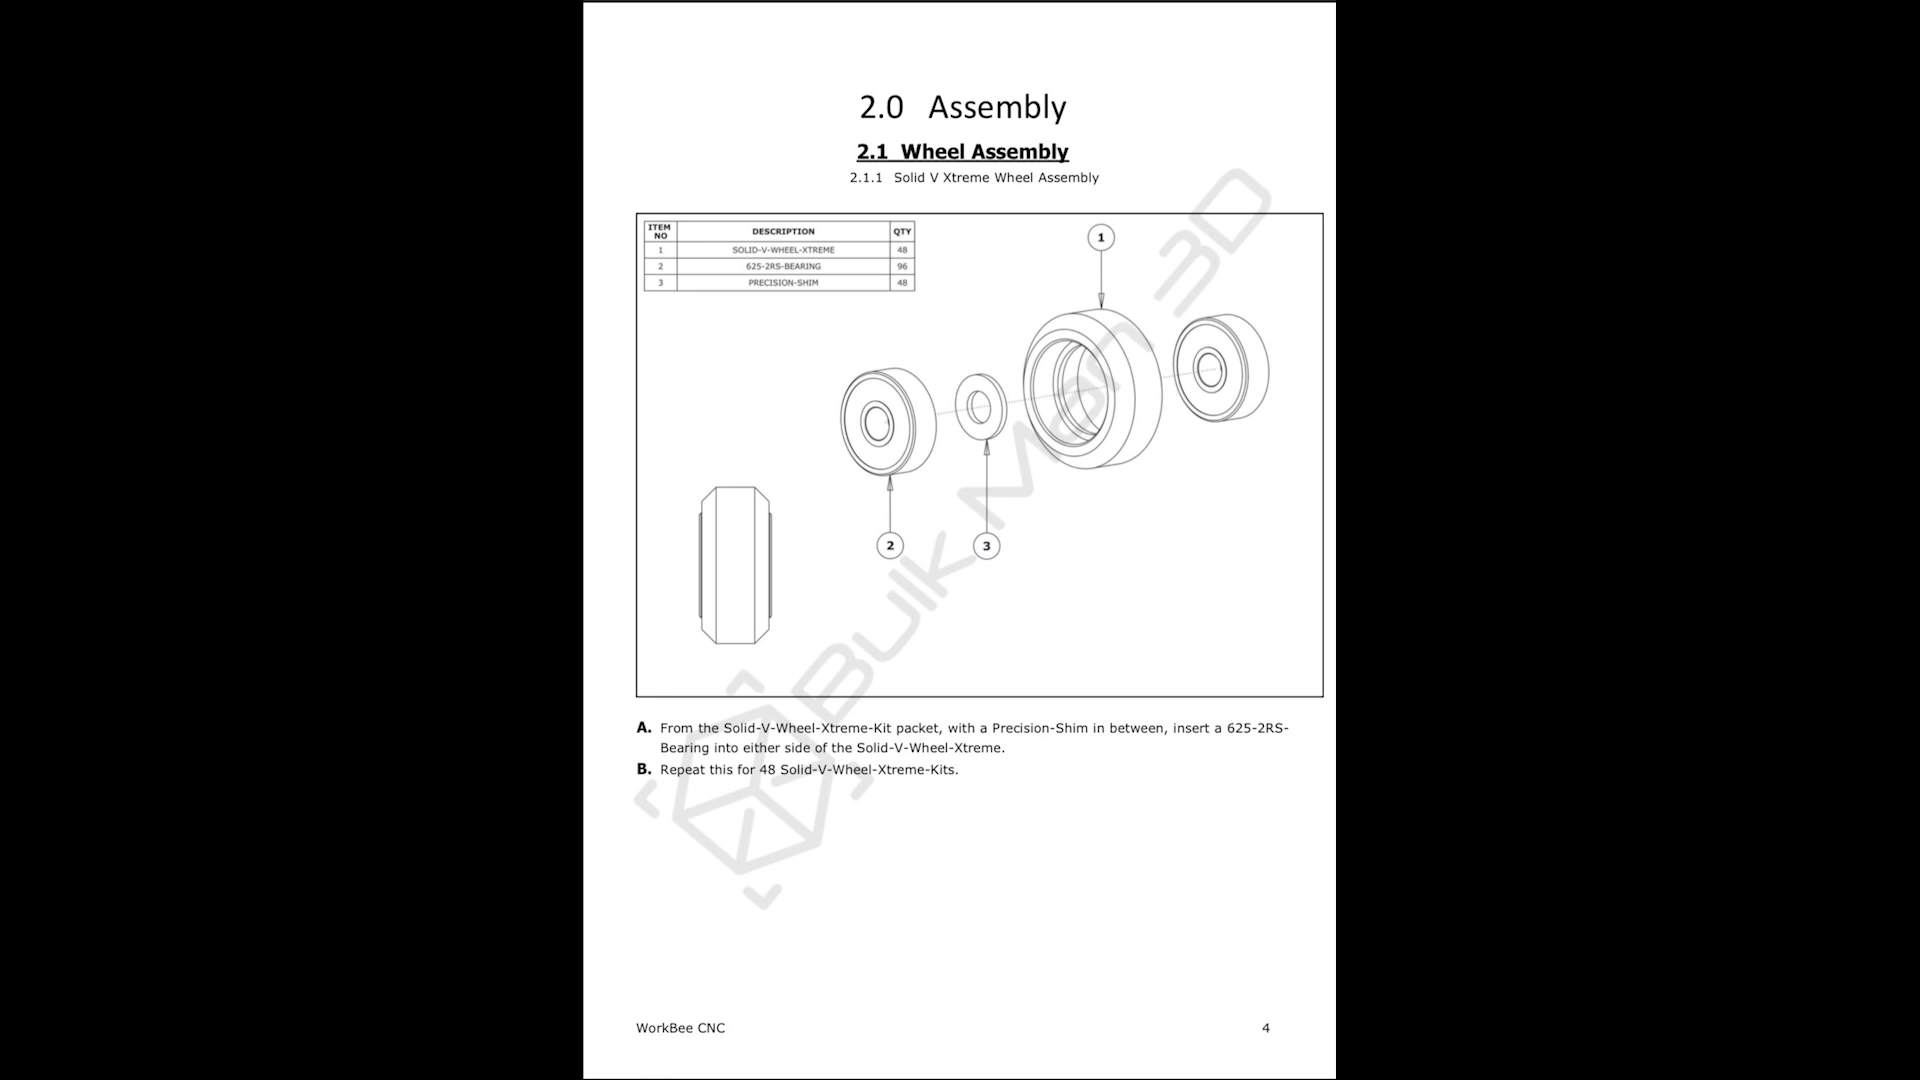 2.0 Assembly
2.1 Wheel Assembly
2.1.1 Solid V Xtreme Wheel Assembly
ITEM NO DESCRIPTION QTY
1 SOLID-V-WHEEL-XTREME 48
2 625-2RS-BEARING 96
3 PRECISION-SHIM 48
1
2
3
Bulk Man 3D
A. From the Solid-V-Wheel-Xtreme-Kit packet, with a Precision-Shim in between, insert a 625-2RS-
Bearing into either side of the Solid-V-Wheel-Xtreme.
B. Repeat this for 48 Solid-V-Wheel-Xtreme-Kits.
WorkBee CNC 4